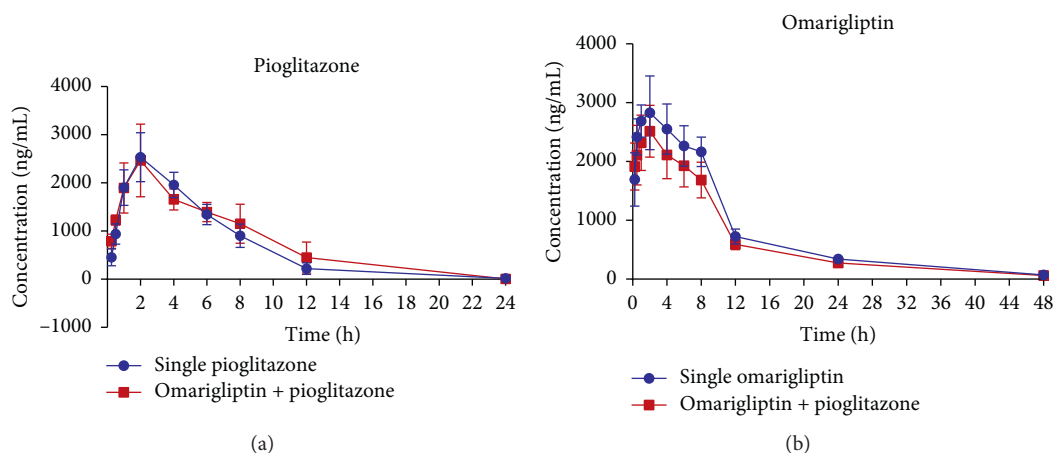 Pioglitazone
4000
3000
2000
1000
0
−1000
Concentration (ng/mL)
2 4 6 8 10 12 14 16 18 20 22 24
Time (h)
Single pioglitazone
Omarigliptin + pioglitazone
(a)
Omarigliptin
4000
3000
2000
1000
0
Concentration (ng/mL)
0 4 8 12 16 20 24 28 32 36 40 44 48
Time (h)
Single omarigliptin
Omarigliptin + pioglitazone
(b)